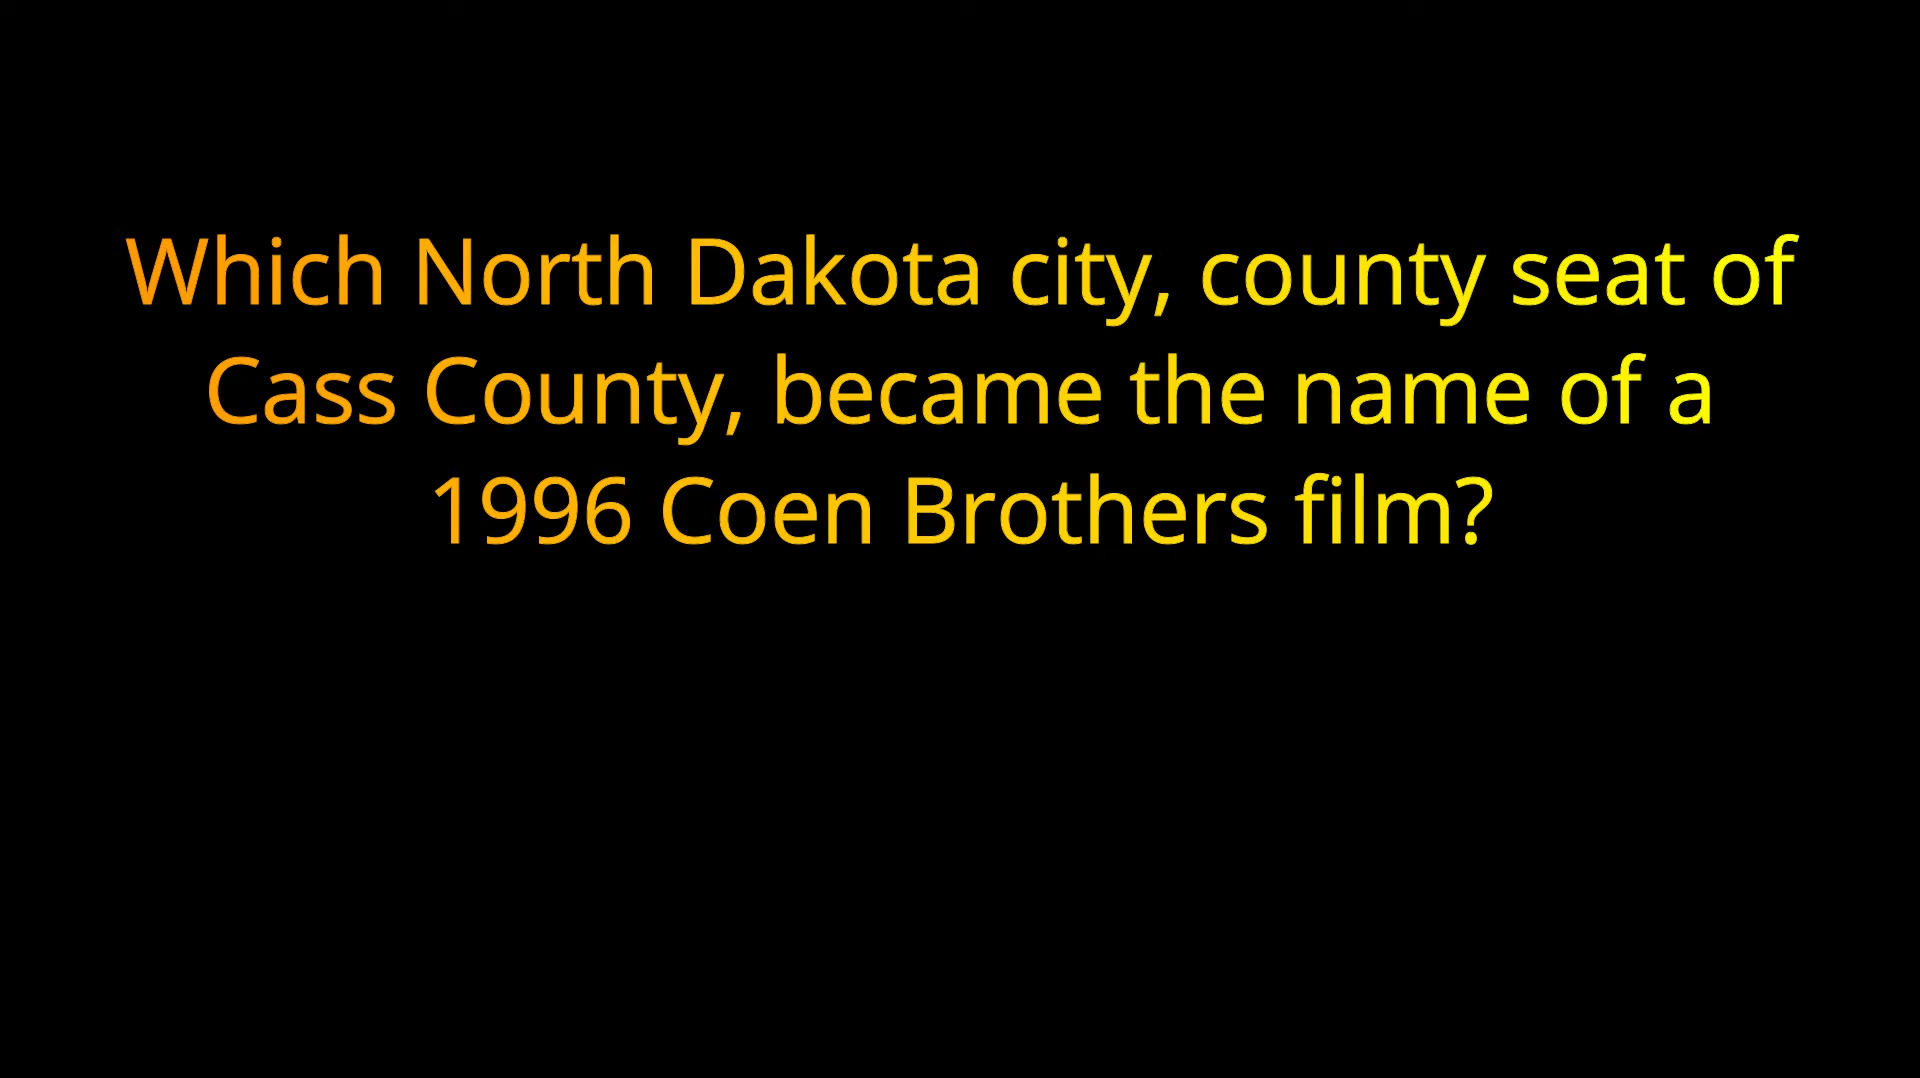 Which North Dakota city, county seat of
Cass County, became the name of a
1996 Coen Brothers film?